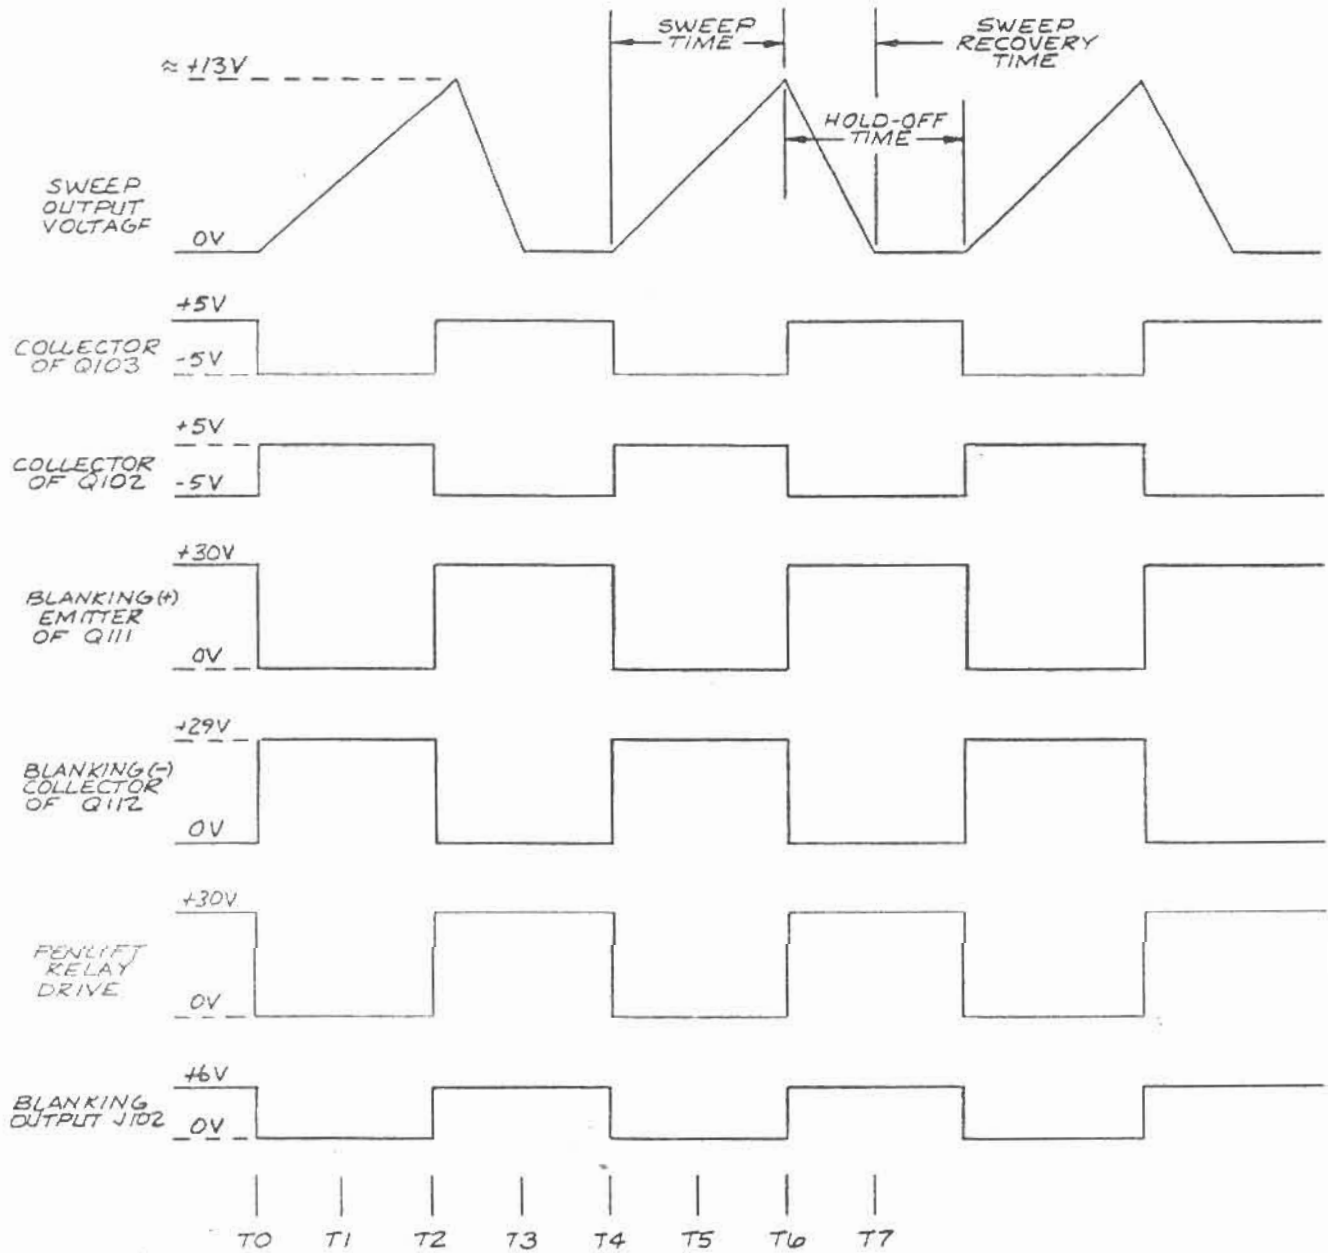 SWEEP
TIME
SWEEP
RECOVERY
TIME
≈ +13V
HOLD-OFF
TIME
SWEEP
OUTPUT
VOLTAGE
0V
+5V
COLLECTOR
OF Q103
-5V
+5V
COLLECTOR
OF Q102
-5V
+30V
BLANKING(+)
EMITTER
OF Q111
0V
+29V
BLANKING(-)
COLLECTOR
OF Q112
0V
+30V
PENLIFT
RELAY
DRIVE
0V
+6V
BLANKING
OUTPUT J102
0V
T0 T1 T2 T3 T4 T5 T6 T7